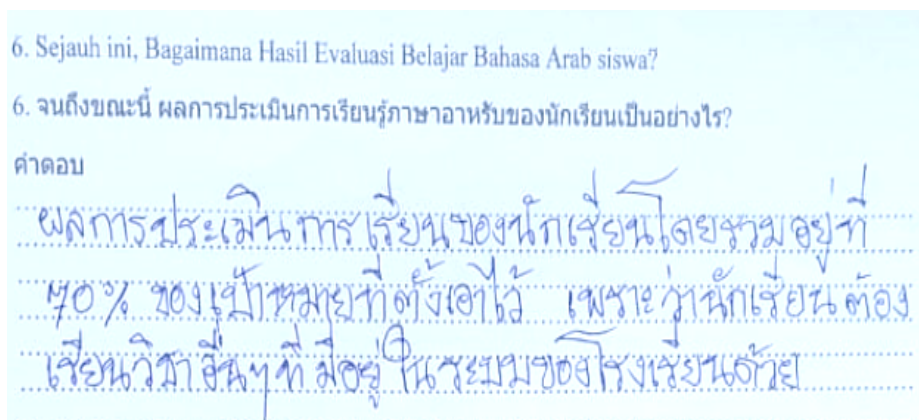 6. Sejauh ini, Bagaimana Hasil Evaluasi Belajar Bahasa Arab siswa?
6. จนถึงขณะนี้ ผลการประเมินการเรียนรู้ภาษาอาหรับของนักเรียนเป็นอย่างไร?
คำตอบ
ผลการประเมินการเรียนของนักเรียนโดยรวมอยู่ที่
70% ของเป้าหมายที่ตั้งเอาไว้ เพราะว่านักเรียนต้อง
เรียนวิชาอื่นๆที่มีอยู่ในระบบของโรงเรียนด้วย